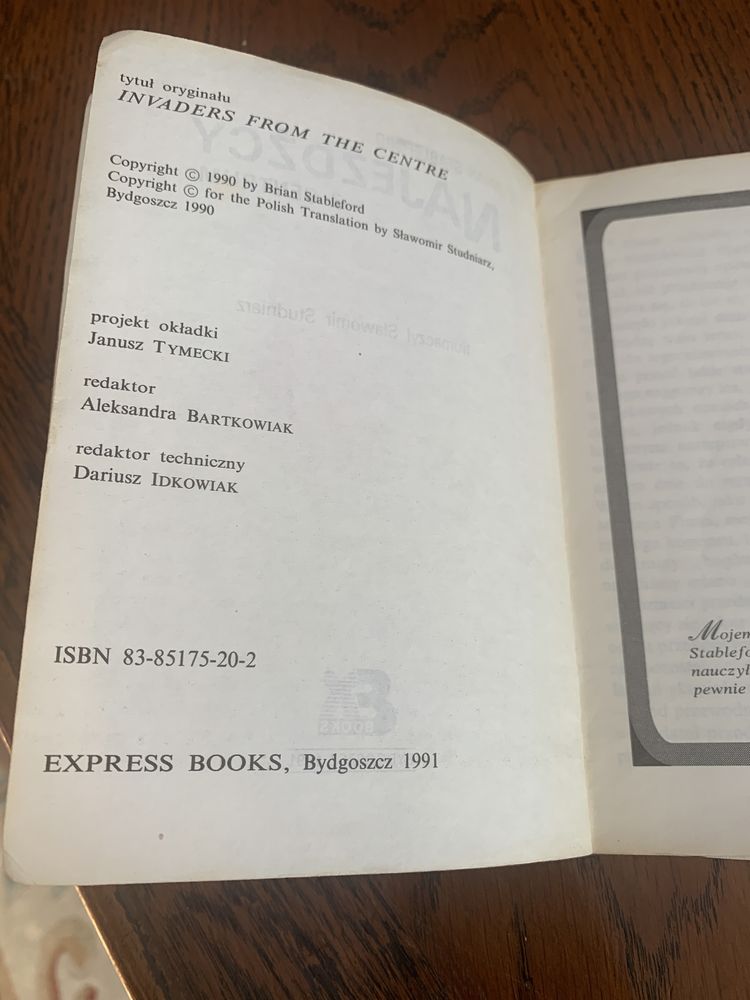 tytuł oryginału
INVADERS FROM THE CENTRE
Copyright © 1990 by Brian Stableford
Copyright © for the Polish Translation by Sławomir Studniarz,
Bydgoszcz 1990
projekt okładki
Janusz TYMECKI
redaktor
Aleksandra BARTKOWIAK
redaktor techniczny
Dariusz IDKOWIAK
ISBN 83-85175-20-2
EXPRESS BOOKS, Bydgoszcz 1991
nauczył
pewnie